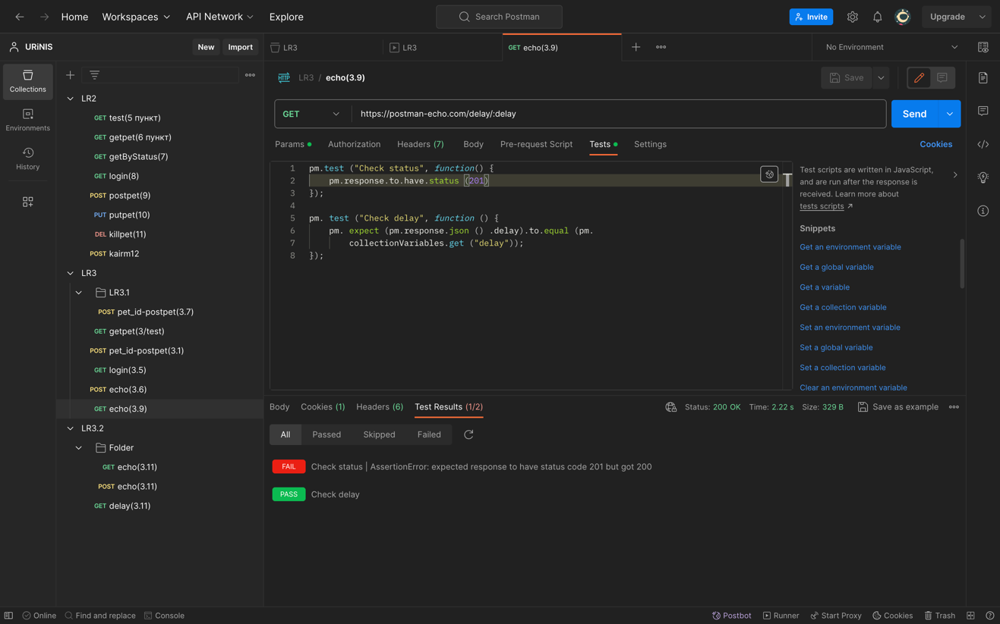 Home Workspaces API Network Explore Search Postman Invite Upgrade
URiNIS New Import LR3 LR3 GET echo(3.9) No Environment
Collections
Environments
History
LR2
GET test(5 пункт)
GET getpet(6 пункт)
GET getByStatus(7)
GET login(8)
POST postpet(9)
PUT putpet(10)
DEL killpet(11)
POST kairm12
LR3
LR3.1
POST pet_id-postpet(3.7)
GET getpet(3/test)
POST pet_id-postpet(3.1)
GET login(3.5)
POST echo(3.6)
GET echo(3.9)
LR3.2
Folder
GET echo(3.11)
POST echo(3.11)
GET delay(3.11)
HTTP LR3 / echo(3.9) Save
GET https://postman-echo.com/delay/:delay Send
Params Authorization Headers (7) Body Pre-request Script Tests Settings Cookies
1 pm.test ("Check status", function() {
2 pm.response.to.have.status (201)
3 });
4
5 pm. test ("Check delay", function () {
6 pm. expect (pm.response.json () .delay).to.equal (pm.
7 collectionVariables.get ("delay"));
8 });
Test scripts are written in JavaScript,
and are run after the response is
received. Learn more about
tests scripts ↗
Snippets
Get an environment variable
Get a global variable
Get a variable
Get a collection variable
Set an environment variable
Set a global variable
Set a collection variable
Clear an environment variable
Body Cookies (1) Headers (6) Test Results (1/2) Status: 200 OK Time: 2.22 s Size: 329 B Save as example
All Passed Skipped Failed
FAIL Check status | AssertionError: expected response to have status code 201 but got 200
PASS Check delay
Online Find and replace Console Postbot Runner Start Proxy Cookies Trash